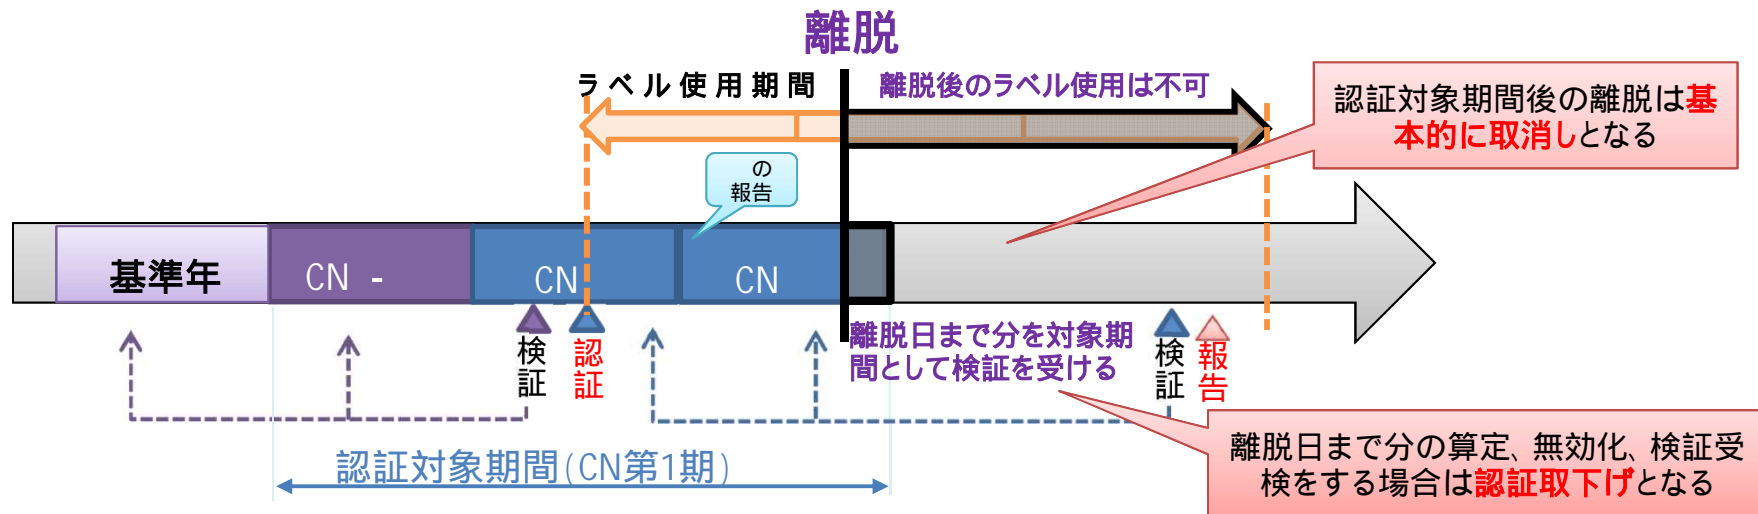 離脱
ラベル使用期間
離脱後のラベル使用は不可
認証対象期間後の離脱は基
本的に取消しとなる
の
報告
基準年
CN -
CN
CN
検証
認証
離脱日まで分を対象期
間として検証を受ける
検証
報告
認証対象期間(CN第1期)
離脱日まで分の算定、無効化、検証受
検をする場合は認証取下げとなる